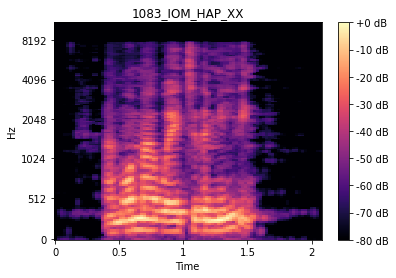 1083_IOM_HAP_XX
Hz
8192
4096
2048
1024
512
0
0
0.5
1
1.5
2
Time
+0 dB
-10 dB
-20 dB
-30 dB
-40 dB
-50 dB
-60 dB
-70 dB
-80 dB